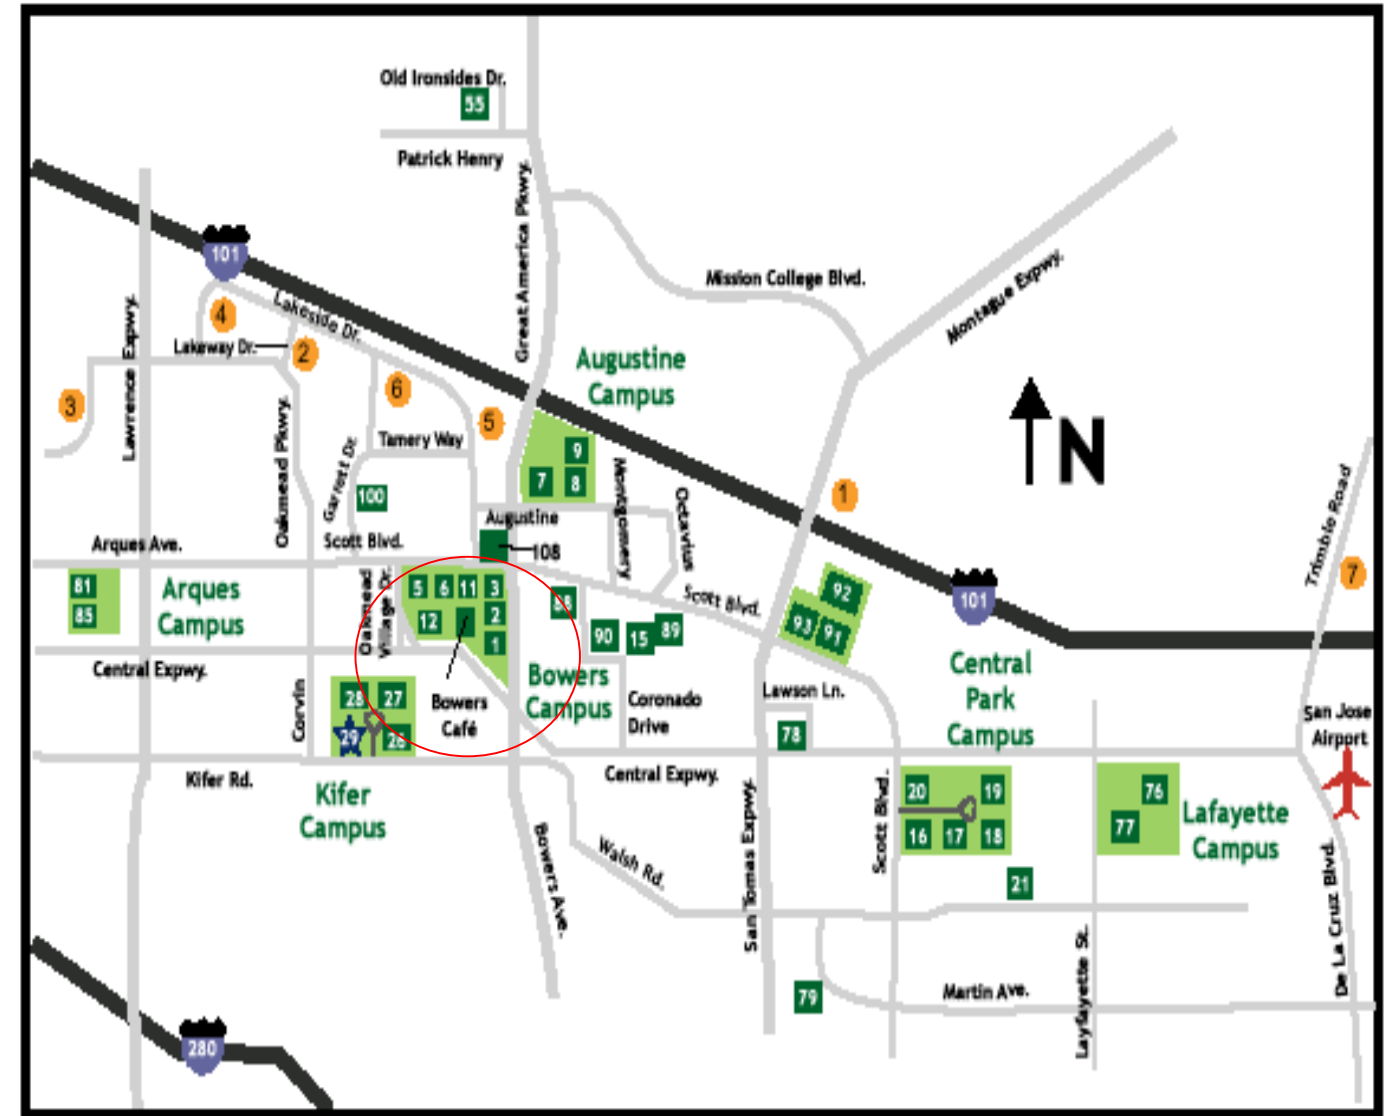 Old Ironsides Dr.
55
Patrick Henry
Great America Pkwy.
101
Mission College Blvd.
Montague Expwy.
4
Lakeside Dr.
Lakeway Dr.
2
Lawrence Expwy.
3
6
5
Augustine
Campus
N
Oakmead Pkwy.
Tamery Way
Garrett Dr.
9
7
8
100
Montgomery
Octavius
1
Trimble Road
Augustine
108
Scott Blvd.
Arques Ave.
7
81
85
Arques
Campus
Oakmead
Village Dr.
5
6
11
3
12
2
1
88
90
15
89
Scott Blvd.
92
93
91
101
Central Expwy.
Bowers
Campus
Bowers
Café
Coronado
Drive
Lawson Ln.
78
Central
Park
Campus
San Jose
Airport
Corvin
28
27
29
26
Kifer Rd.
Kifer
Campus
Central Expwy.
San Tomas Expwy.
Scott Blvd.
20
19
16
17
18
76
77
Lafayette
Campus
21
Bowers Ave.
Walsh Rd.
De La Cruz Blvd.
Layfayette St.
79
Martin Ave.
280